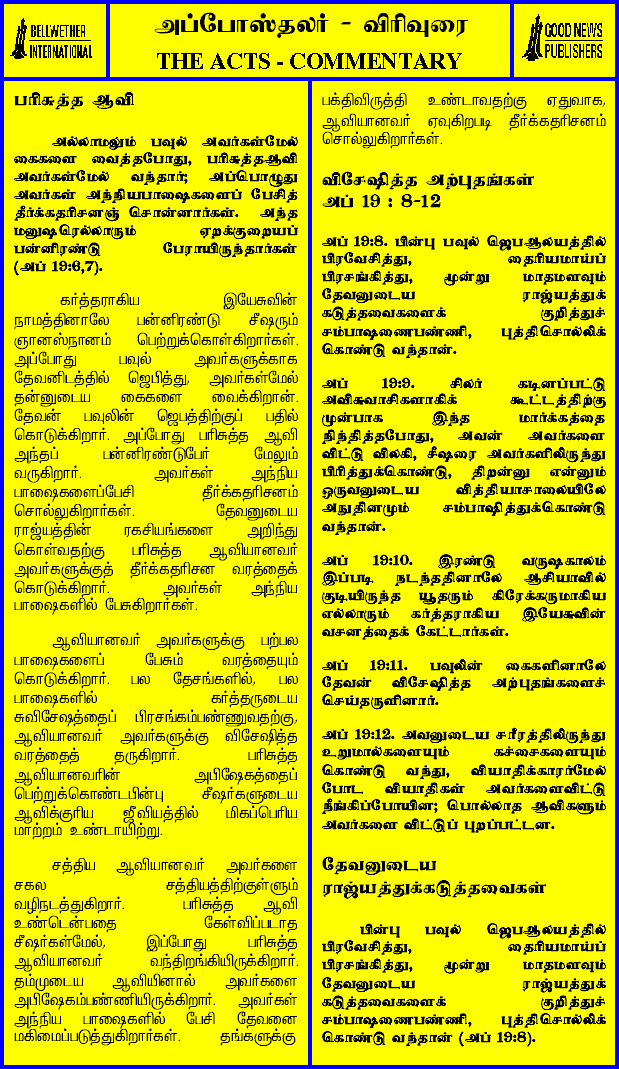 BELLWETHER
INTERNATIONAL
அப்போஸ்தலர் - விரிவுரை
THE ACTS - COMMENTARY
GOOD NEWS
PUBLISHERS
பரிசுத்த ஆவி
அல்லாமலும் பவுல் அவர்கள்மேல்
கைகளை வைத்தபோது, பரிசுத்தஆவி
அவர்கள்மேல் வந்தார்; அப்பொழுது
அவர்கள் அந்நியபாஷைகளைப் பேசித்
தீர்க்கதரிசனஞ் சொன்னார்கள். அந்த
மனுஷரெல்லாரும் ஏறக்குறையப்
பன்னிரண்டு பேராயிருந்தார்கள்
(அப் 19:6,7).
கர்த்தராகிய இயேசுவின்
நாமத்தினாலே பன்னிரண்டு சீஷரும்
ஞானஸ்நானம் பெற்றுக்கொள்கிறார்கள்.
அப்போது பவுல் அவர்களுக்காக
தேவனிடத்தில் ஜெபித்து, அவர்கள்மேல்
தன்னுடைய கைகளை வைக்கிறான்.
தேவன் பவுலின் ஜெபத்திற்குப் பதில்
கொடுக்கிறார். அப்போது பரிசுத்த ஆவி
அந்தப் பன்னிரண்டுபேர் மேலும்
வருகிறார். அவர்கள் அந்நிய
பாஷைகளைப்பேசி தீர்க்கதரிசனம்
சொல்லுகிறார்கள். தேவனுடைய
ராஜ்யத்தின் ரகசியங்களை அறிந்து
கொள்வதற்கு பரிசுத்த ஆவியானவர்
அவர்களுக்குத் தீர்க்கதரிசன வரத்தைக்
கொடுக்கிறார். அவர்கள் அந்நிய
பாஷைகளில் பேசுகிறார்கள்.
ஆவியானவர் அவர்களுக்கு பற்பல
பாஷைகளைப் பேசும் வரத்தையும்
கொடுக்கிறார். பல தேசங்களில், பல
பாஷைகளில் கர்த்தருடைய
சுவிசேஷத்தைப் பிரசங்கம்பண்ணுவதற்கு,
ஆவியானவர் அவர்களுக்கு விசேஷித்த
வரத்தைத் தருகிறார். பரிசுத்த
ஆவியானவரின் அபிஷேகத்தைப்
பெற்றுக்கொண்டபின்பு சீஷர்களுடைய
ஆவிக்குரிய ஜீவியத்தில் மிகப்பெரிய
மாற்றம் உண்டாயிற்று.
சத்திய ஆவியானவர் அவர்களை
சகல சத்தியத்திற்குள்ளும்
வழிநடத்துகிறார். பரிசுத்த ஆவி
உண்டென்பதை கேள்விப்படாத
சீஷர்கள்மேல், இப்போது பரிசுத்த
ஆவியானவர் வந்திறங்கியிருக்கிறார்.
தம்முடைய ஆவியினால் அவர்களை
அபிஷேகம்பண்ணியிருக்கிறார். அவர்கள்
அந்நிய பாஷைகளில் பேசி தேவனை
மகிமைப்படுத்துகிறார்கள். தங்களுக்கு
பக்திவிருத்தி உண்டாவதற்கு ஏதுவாக,
ஆவியானவர் ஏவுகிறபடி தீர்க்கதரிசனம்
சொல்லுகிறார்கள்.
விசேஷித்த அற்புதங்கள்
அப் 19 : 8-12
அப் 19:8. பின்பு பவுல் ஜெபஆலயத்தில்
பிரவேசித்து, தைரியமாய்ப்
பிரசங்கித்து, மூன்று மாதமளவும்
தேவனுடைய ராஜ்யத்துக்
கடுத்தவைகளைக் குறித்துச்
சம்பாஷணைபண்ணி, புத்திசொல்லிக்
கொண்டு வந்தான்.
அப் 19:9. சிலர் கடினப்பட்டு
அவிசுவாசிகளாகிக் கூட்டத்திற்கு
முன்பாக இந்த மார்க்கத்தை
நிந்தித்தபோது, அவன் அவர்களை
விட்டு விலகி, சீஷரை அவர்களிலிருந்து
பிரித்துக்கொண்டு, திறன்னு என்னும்
ஒருவனுடைய வித்தியாசாலையிலே
அநுதினமும் சம்பாஷித்துக்கொண்டு
வந்தான்.
அப் 19:10. இரண்டு வருஷகாலம்
இப்படி நடந்ததினாலே ஆசியாவில்
குடியிருந்த யூதரும் கிரேக்கருமாகிய
எல்லாரும் கர்த்தராகிய இயேசுவின்
வசனத்தைக் கேட்டார்கள்.
அப் 19:11. பவுலின் கைகளினாலே
தேவன் விசேஷித்த அற்புதங்களைச்
செய்தருளினார்.
அப் 19:12. அவனுடைய சரீரத்திலிருந்து
உறுமால்களையும் கச்சைகளையும்
கொண்டு வந்து, வியாதிக்காரர்மேல்
போட வியாதிகள் அவர்களைவிட்டு
நீங்கிப்போயின; பொல்லாத ஆவிகளும்
அவர்களை விட்டுப் புறப்பட்டன.
தேவனுடைய
ராஜ்யத்துக்கடுத்தவைகள்
பின்பு பவுல் ஜெபஆலயத்தில்
பிரவேசித்து, தைரியமாய்ப்
பிரசங்கித்து, மூன்று மாதமளவும்
தேவனுடைய ராஜ்யத்துக்
கடுத்தவைகளைக் குறித்துச்
சம்பாஷணைபண்ணி, புத்திசொல்லிக்
கொண்டு வந்தான் (அப் 19:8).